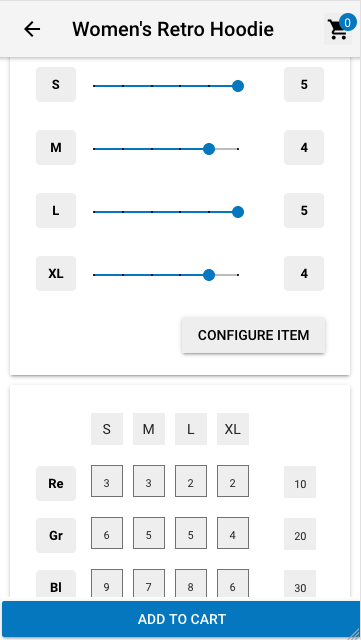 Women's Retro Hoodie 0
S 5
M 4
L 5
XL 4
CONFIGURE ITEM
S M L XL
Re 3 3 2 2 10
Gr 6 5 5 4 20
Bl 9 7 8 6 30
ADD TO CART